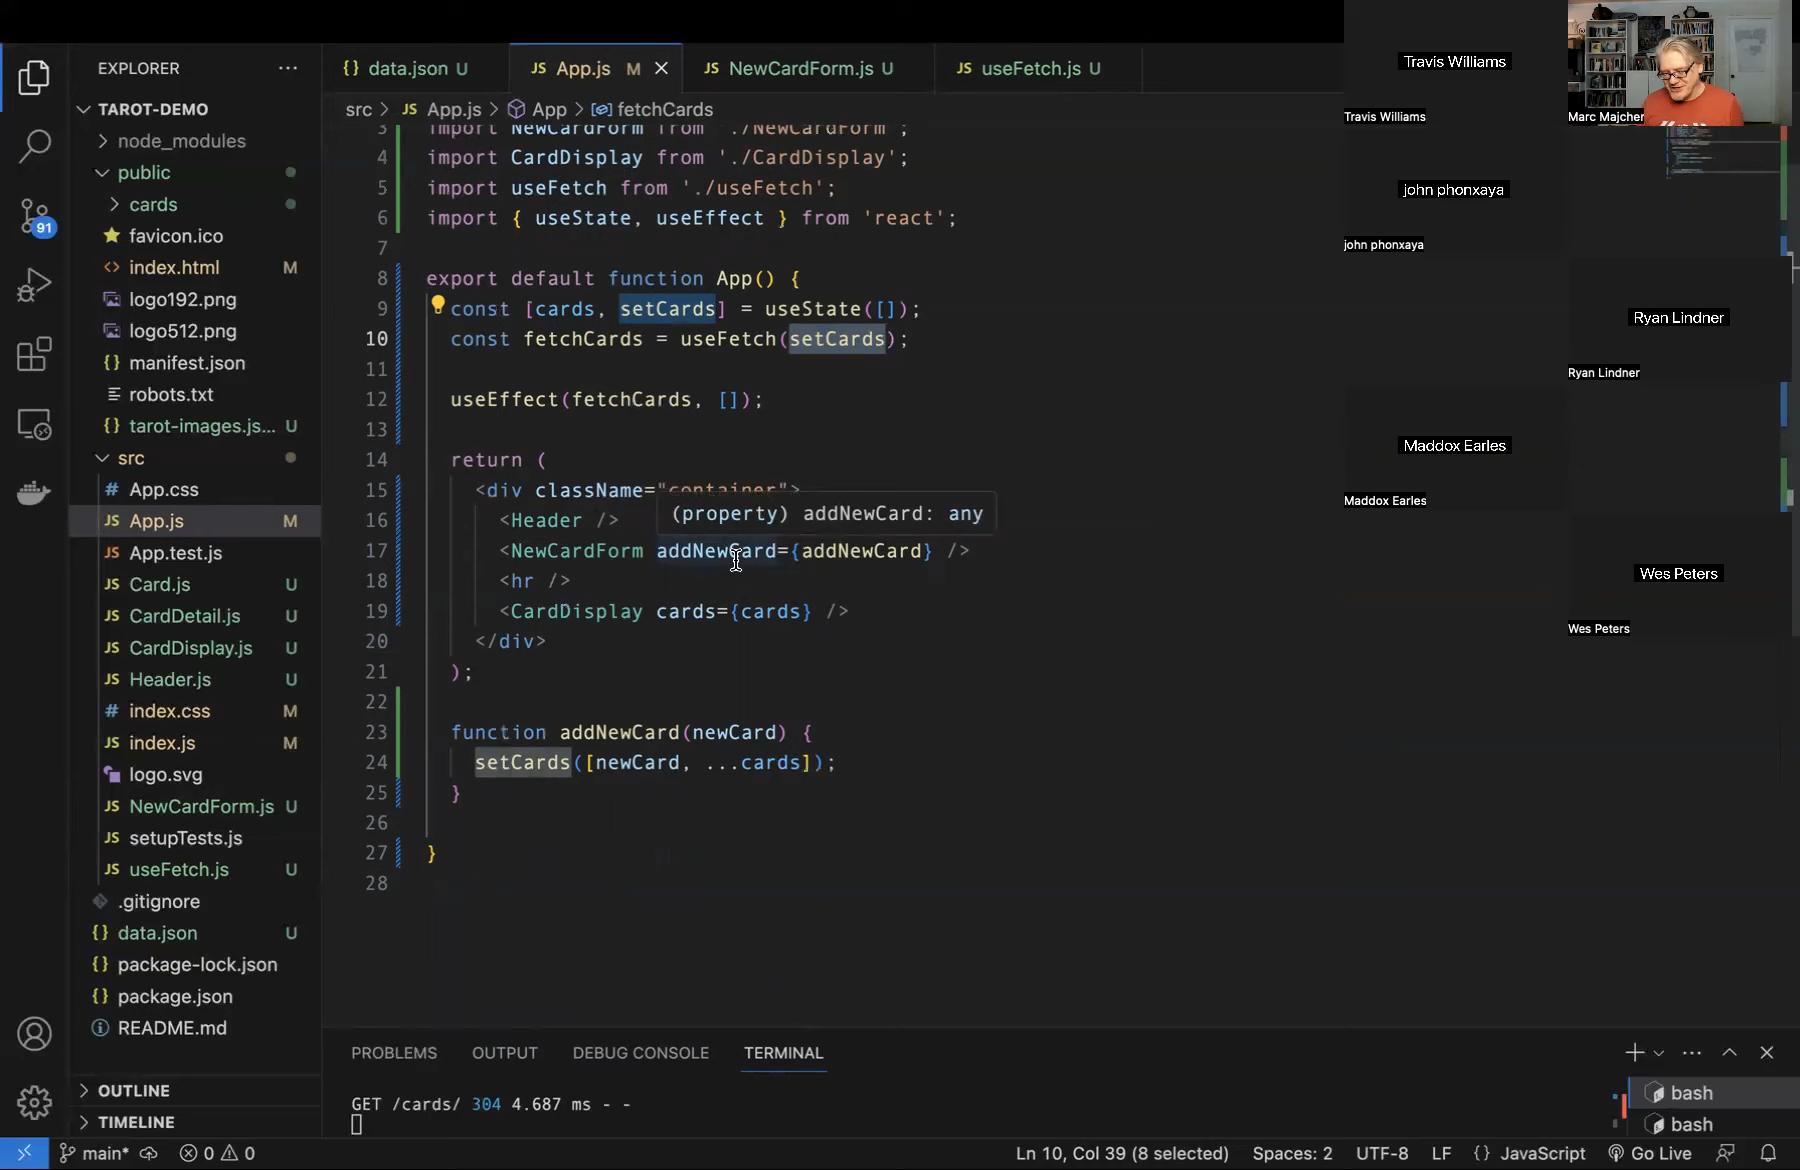 EXPLORER
TAROT-DEMO
node_modules
public
cards
favicon.ico
index.html M
logo192.png
logo512.png
manifest.json
robots.txt
tarot-images.js... U
src
App.css
App.js M
App.test.js
Card.js U
CardDetail.js U
CardDisplay.js U
Header.js U
index.css M
index.js M
logo.svg
NewCardForm.js U
setupTests.js
useFetch.js U
.gitignore
data.json U
package-lock.json
package.json
README.md
OUTLINE
TIMELINE
91
data.json U
App.js M
NewCardForm.js U
useFetch.js U
src > App.js > App > fetchCards
3 import NewCardForm from './NewCardForm';
4 import CardDisplay from './CardDisplay';
5 import useFetch from './useFetch';
6 import { useState, useEffect } from 'react';
7
8 export default function App() {
9 const [cards, setCards] = useState([]);
10 const fetchCards = useFetch(setCards);
11
12 useEffect(fetchCards, []);
13
14 return (
15 <div className="container">
16 <Header />
(property) addNewCard: any
17 <NewCardForm addNewCard={addNewCard} />
18 <hr />
19 <CardDisplay cards={cards} />
20 </div>
21 );
22
23 function addNewCard(newCard) {
24 setCards([newCard, ...cards]);
25 }
26
27 }
28
Travis Williams
Travis Williams
Marc Majcher
john phonxaya
john phonxaya
Ryan Lindner
Ryan Lindner
Maddox Earles
Maddox Earles
Wes Peters
Wes Peters
PROBLEMS OUTPUT DEBUG CONSOLE TERMINAL
GET /cards/ 304 4.687 ms - -
bash
bash
main* 0 0 Ln 10, Col 39 (8 selected) Spaces: 2 UTF-8 LF {} JavaScript Go Live